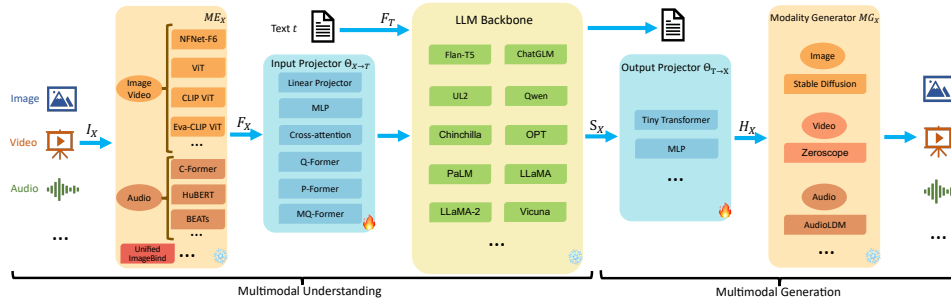 Image
Video
Audio
...
I_X
ME_X
Image
Video
NFNet-F6
ViT
CLIP ViT
Eva-CLIP ViT
...
Audio
C-Former
HuBERT
BEATs
Unified
ImageBind
...
F_X
Text t
F_T
Input Projector Θ_{X→T}
Linear Projector
MLP
Cross-attention
Q-Former
P-Former
MQ-Former
LLM Backbone
Flan-T5
ChatGLM
UL2
Qwen
Chinchilla
OPT
PaLM
LLaMA
LLaMA-2
Vicuna
...
S_X
Output Projector Θ_{T→X}
Tiny Transformer
MLP
...
H_X
Modality Generator MG_X
Image
Stable Diffusion
Video
Zeroscope
Audio
AudioLDM
...
...
Multimodal Understanding
Multimodal Generation